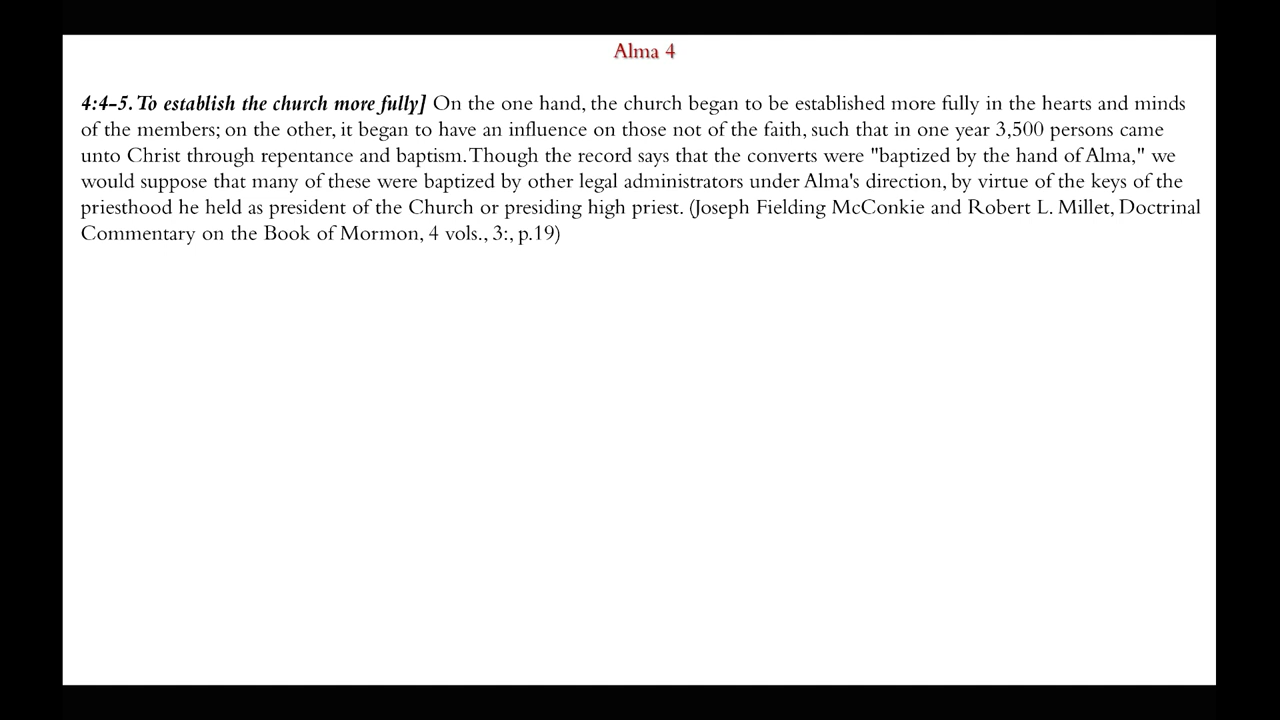 Alma 4
4:4-5. To establish the church more fully] On the one hand, the church began to be established more fully in the hearts and minds
of the members; on the other, it began to have an influence on those not of the faith, such that in one year 3,500 persons came
unto Christ through repentance and baptism. Though the record says that the converts were "baptized by the hand of Alma," we
would suppose that many of these were baptized by other legal administrators under Alma's direction, by virtue of the keys of the
priesthood he held as president of the Church or presiding high priest. (Joseph Fielding McConkie and Robert L. Millet, Doctrinal
Commentary on the Book of Mormon, 4 vols., 3:, p.19)